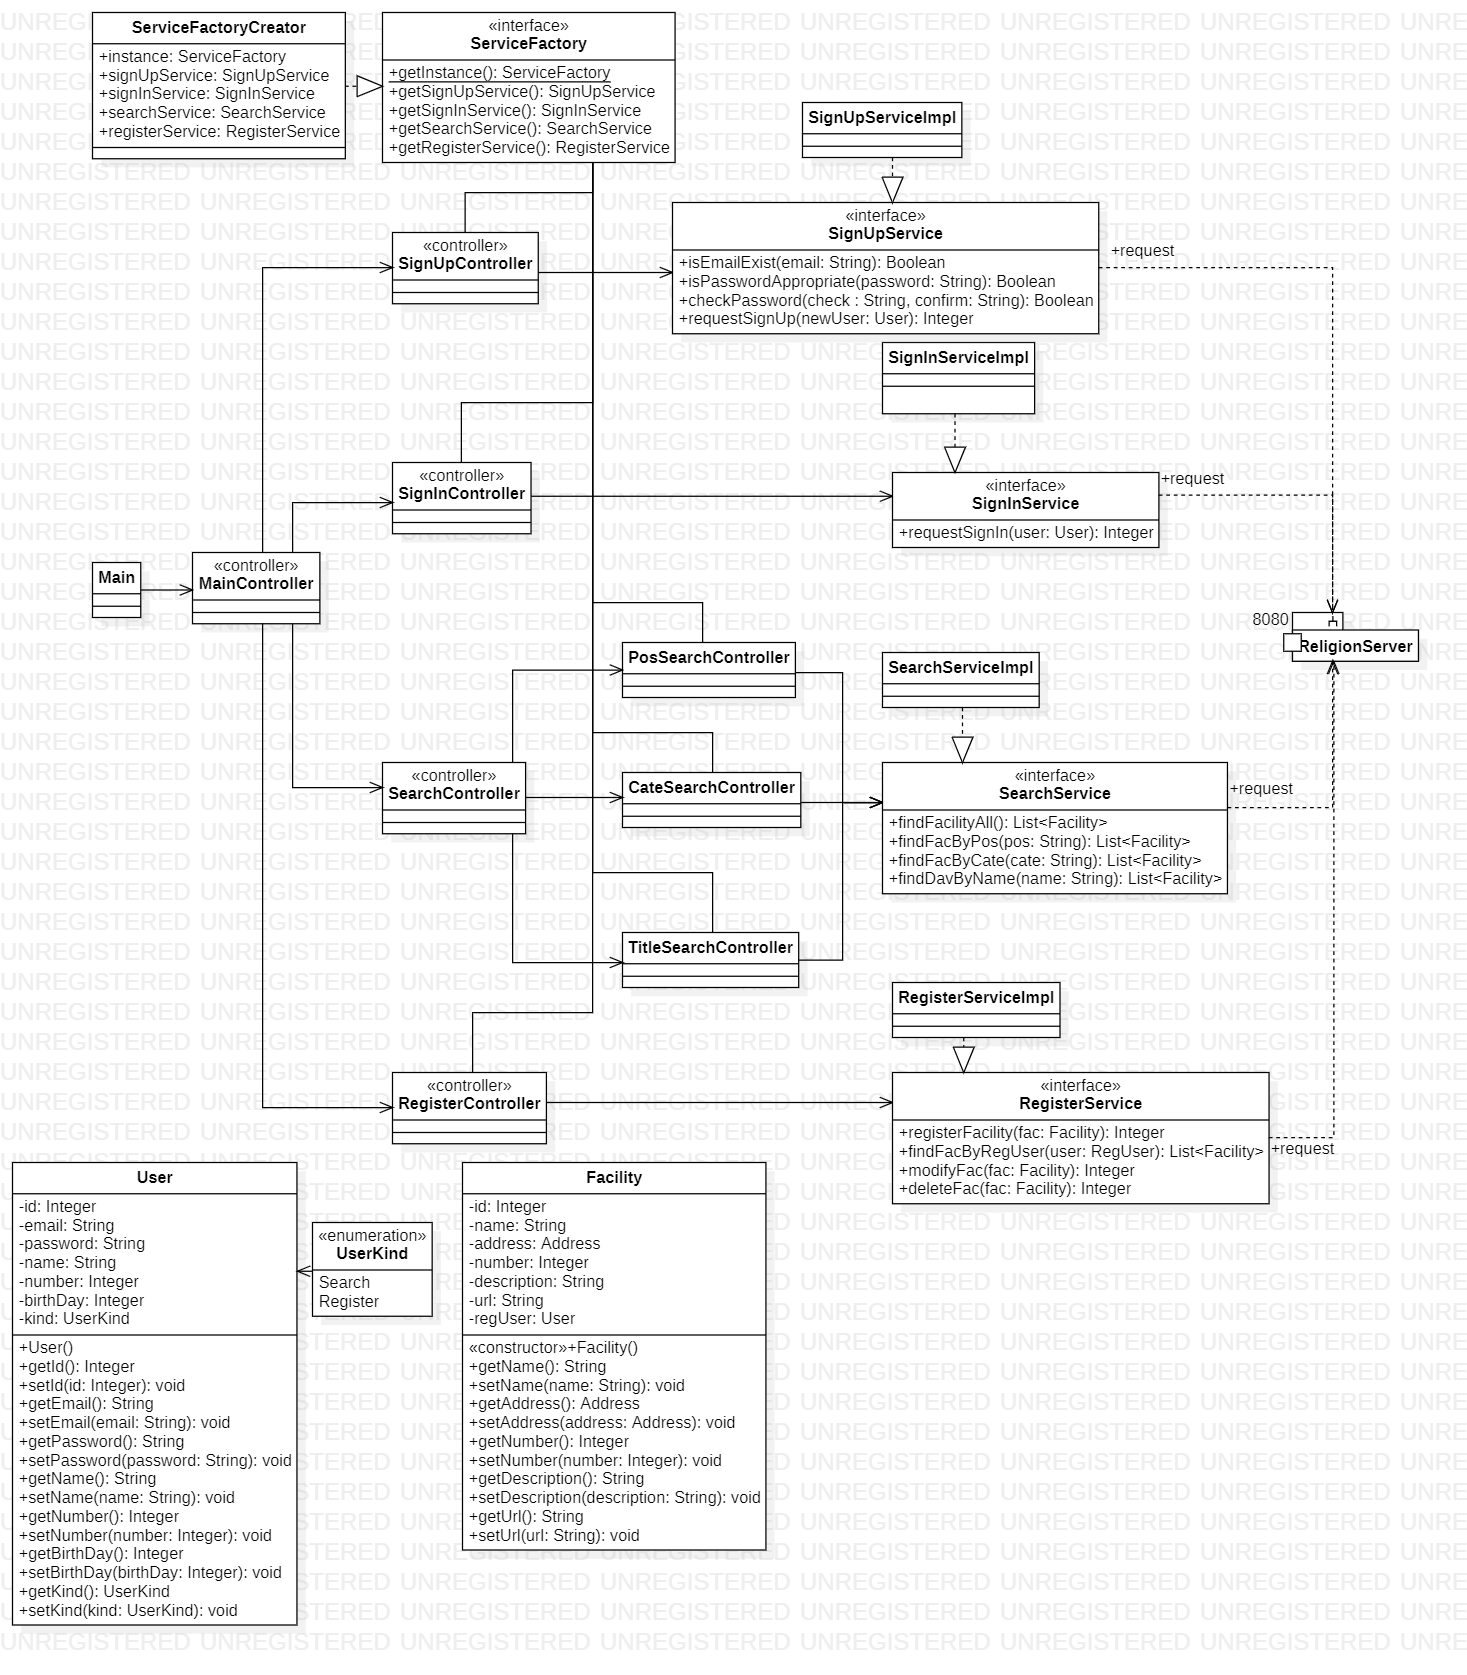 ServiceFactoryCreator
+instance: ServiceFactory
+signUpService: SignUpService
+signInService: SignInService
+searchService: SearchService
+registerService: RegisterService
«interface»
ServiceFactory
+getInstance(): ServiceFactory
+getSignUpService(): SignUpService
+getSignInService(): SignInService
+getSearchService(): SearchService
+getRegisterService(): RegisterService
SignUpServiceImpl
«controller»
SignUpController
«interface»
SignUpService
+isEmailExist(email: String): Boolean
+isPasswordAppropriate(password: String): Boolean
+checkPassword(check : String, confirm: String): Boolean
+requestSignUp(newUser: User): Integer
+request
SignInServiceImpl
«controller»
SignInController
«interface»
SignInService
+requestSignIn(user: User): Integer
+request
Main
«controller»
MainController
8080
ReligionServer
PosSearchController
SearchServiceImpl
«controller»
SearchController
CateSearchController
«interface»
SearchService
+findFacilityAll(): List<Facility>
+findFacByPos(pos: String): List<Facility>
+findFacByCate(cate: String): List<Facility>
+findDavByName(name: String): List<Facility>
+request
TitleSearchController
RegisterServiceImpl
«controller»
RegisterController
«interface»
RegisterService
+registerFacility(fac: Facility): Integer
+findFacByRegUser(user: RegUser): List<Facility>
+modifyFac(fac: Facility): Integer
+deleteFac(fac: Facility): Integer
+request
User
-id: Integer
-email: String
-password: String
-name: String
-number: Integer
-birthDay: Integer
-kind: UserKind
+User()
+getId(): Integer
+setId(id: Integer): void
+getEmail(): String
+setEmail(email: String): void
+getPassword(): String
+setPassword(password: String): void
+getName(): String
+setName(name: String): void
+getNumber(): Integer
+setNumber(number: Integer): void
+getBirthDay(): Integer
+setBirthDay(birthDay: Integer): void
+getKind(): UserKind
+setKind(kind: UserKind): void
«enumeration»
UserKind
Search
Register
Facility
-id: Integer
-name: String
-address: Address
-number: Integer
-description: String
-url: String
-regUser: User
«constructor»+Facility()
+getName(): String
+setName(name: String): void
+getAddress(): Address
+setAddress(address: Address): void
+getNumber(): Integer
+setNumber(number: Integer): void
+getDescription(): String
+setDescription(description: String): void
+getUrl(): String
+setUrl(url: String): void